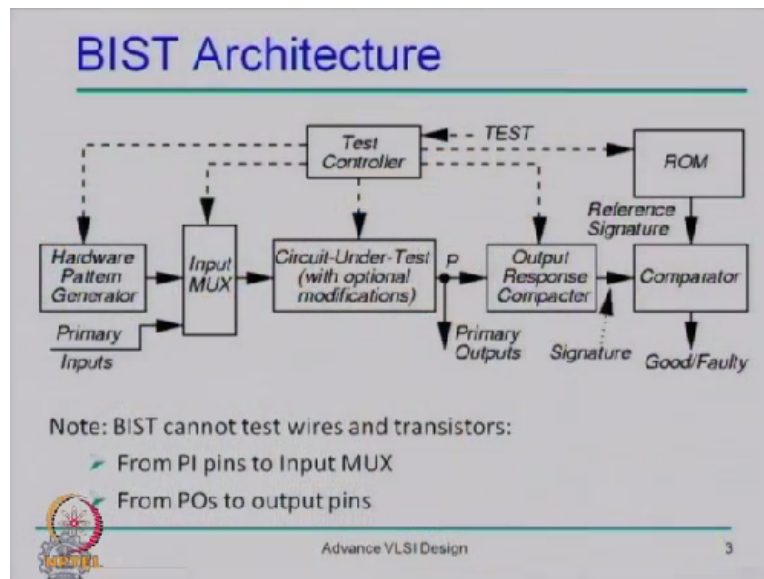 BIST Architecture
Test
Controller
TEST
ROM
Reference
Signature
Hardware
Pattern
Generator
Input
MUX
Circuit-Under-Test
(with optional
modifications)
P
Output
Response
Compacter
Comparator
Primary
Inputs
Primary
Outputs
Signature
Good/Faulty
Note: BIST cannot test wires and transistors:
From PI pins to Input MUX
From POs to output pins
NPTEL
Advance VLSI Design
3